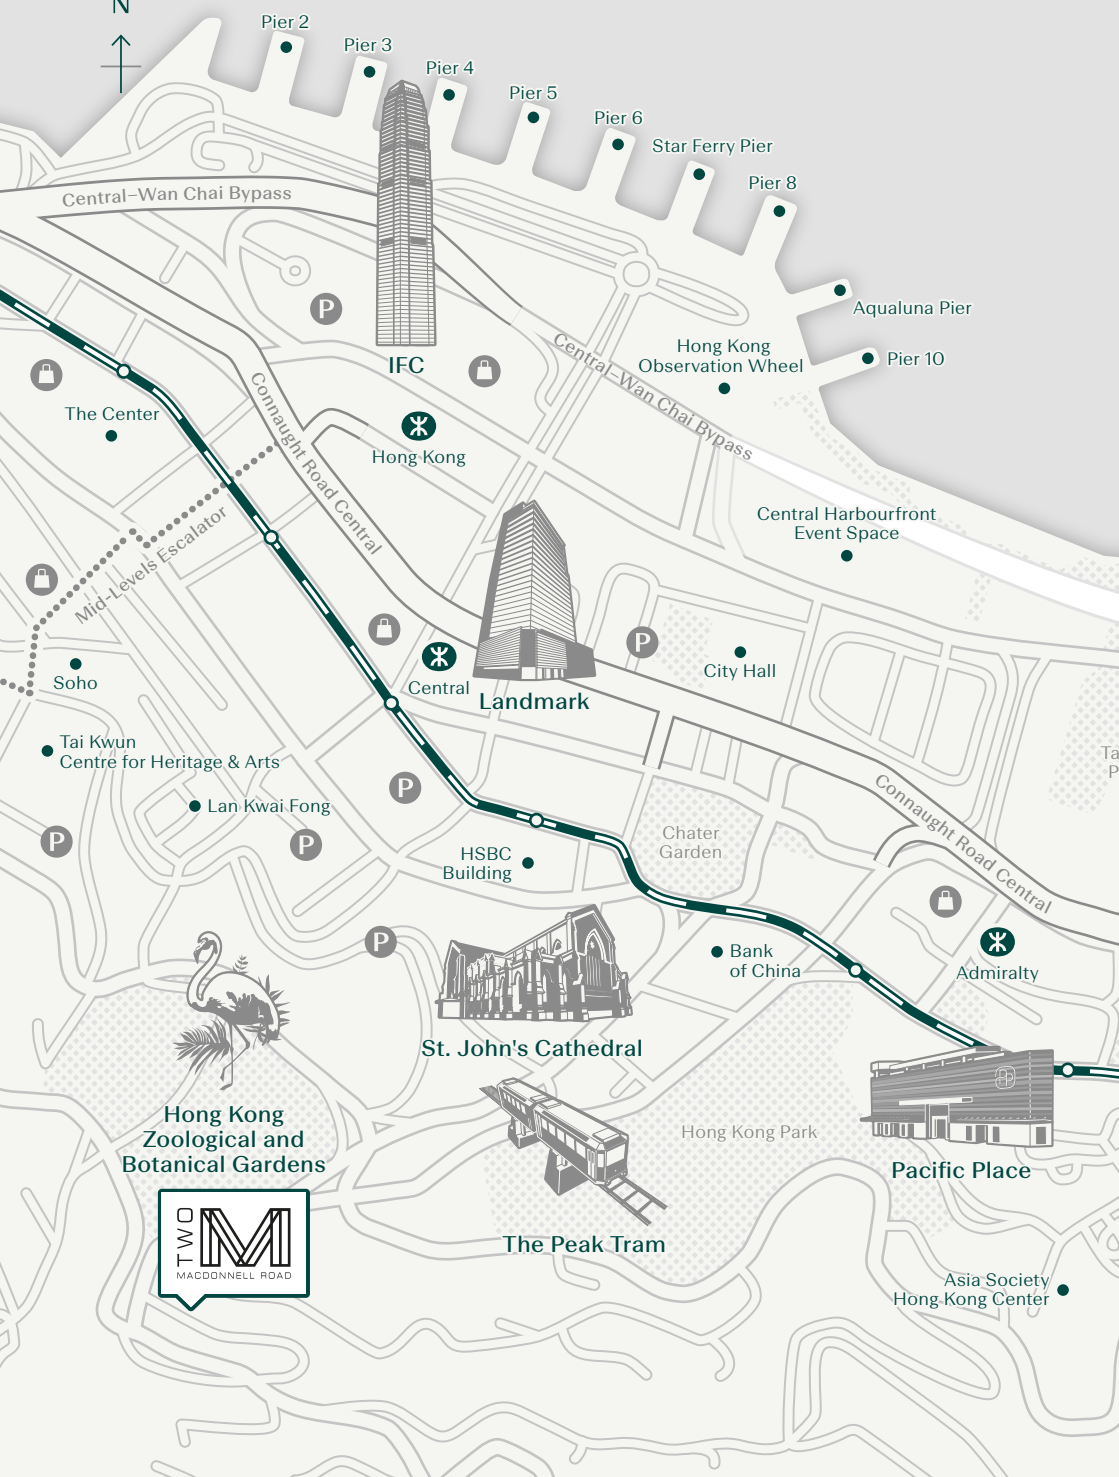 N
Pier 2
Pier 3
Pier 4
Pier 5
Pier 6
Star Ferry Pier
Pier 8
Central–Wan Chai Bypass
Aqualuna Pier
P
Hong Kong
Observation Wheel
Pier 10
IFC
Central–Wan Chai Bypass
The Center
Connaught Road Central
Hong Kong
Central Harbourfront
Event Space
Mid-Levels Escalator
P
City Hall
Soho
Central
Landmark
Tai Kwun
Centre for Heritage & Arts
Ta
P
P
Lan Kwai Fong
Connaught Road Central
P
P
Chater
Garden
HSBC
Building
P
Bank
of China
Admiralty
St. John's Cathedral
Hong Kong
Zoological and
Botanical Gardens
Hong Kong Park
Pacific Place
TWO
M
MACDONNELL ROAD
The Peak Tram
Asia Society
Hong Kong Center